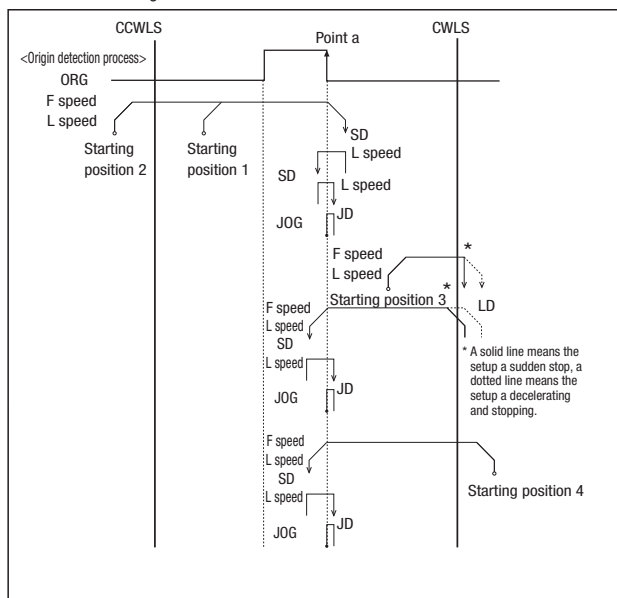 CCWLS
CWLS
Point a
<Origin detection process>
ORG
F speed
L speed
SD
Starting
position 2
Starting
position 1
L speed
SD
L speed
JOG
JD
F speed
*
L speed
Starting position 3
*
LD
F speed
L speed
SD
* A solid line means the
setup a sudden stop, a
dotted line means the
setup a decelerating
and stopping.
L speed
JOG
JD
F speed
L speed
SD
Starting position 4
L speed
JOG
JD